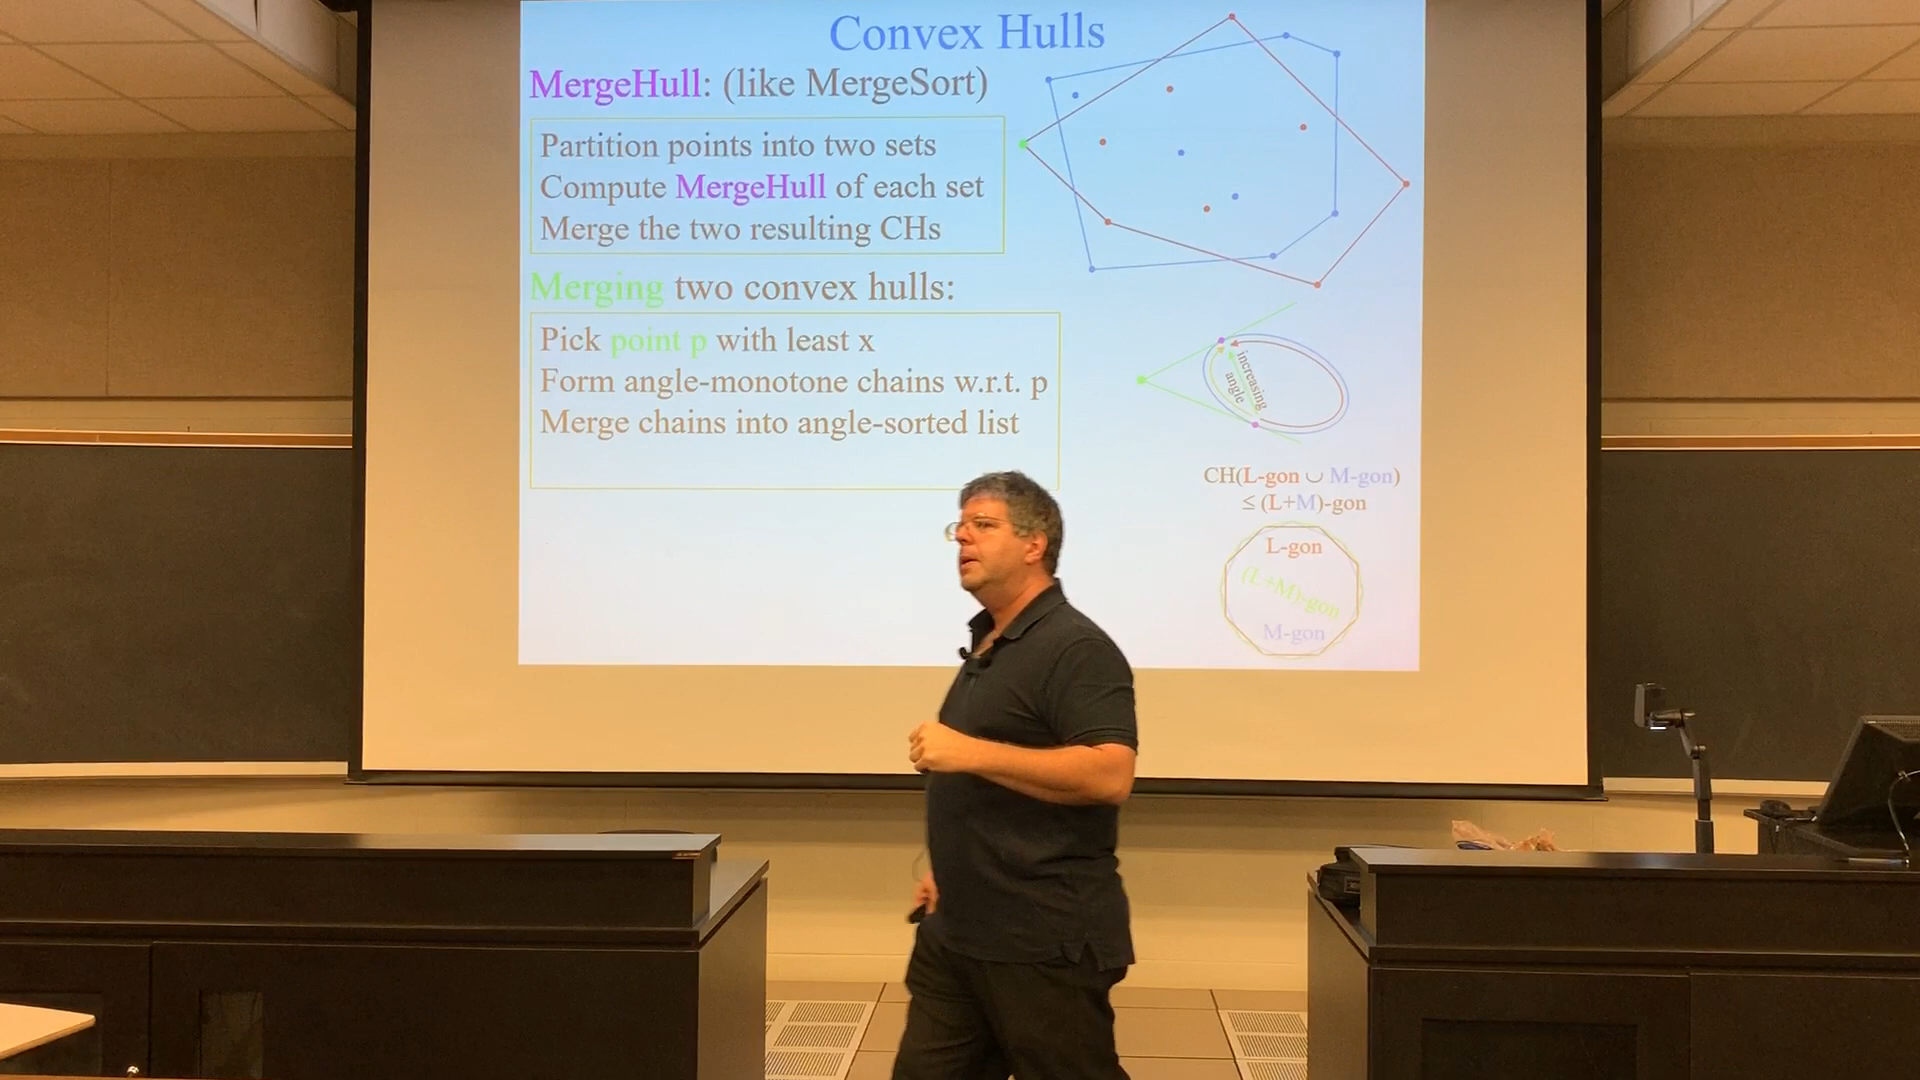 Convex Hulls
MergeHull: (like MergeSort)
Partition points into two sets
Compute MergeHull of each set
Merge the two resulting CHs
Merging two convex hulls:
Pick point p with least x
Form angle-monotone chains w.r.t. p
Merge chains into angle-sorted list
increasing
angle
CH(L-gon ∪ M-gon)
≤ (L+M)-gon
L-gon
(L+M)-gon
M-gon